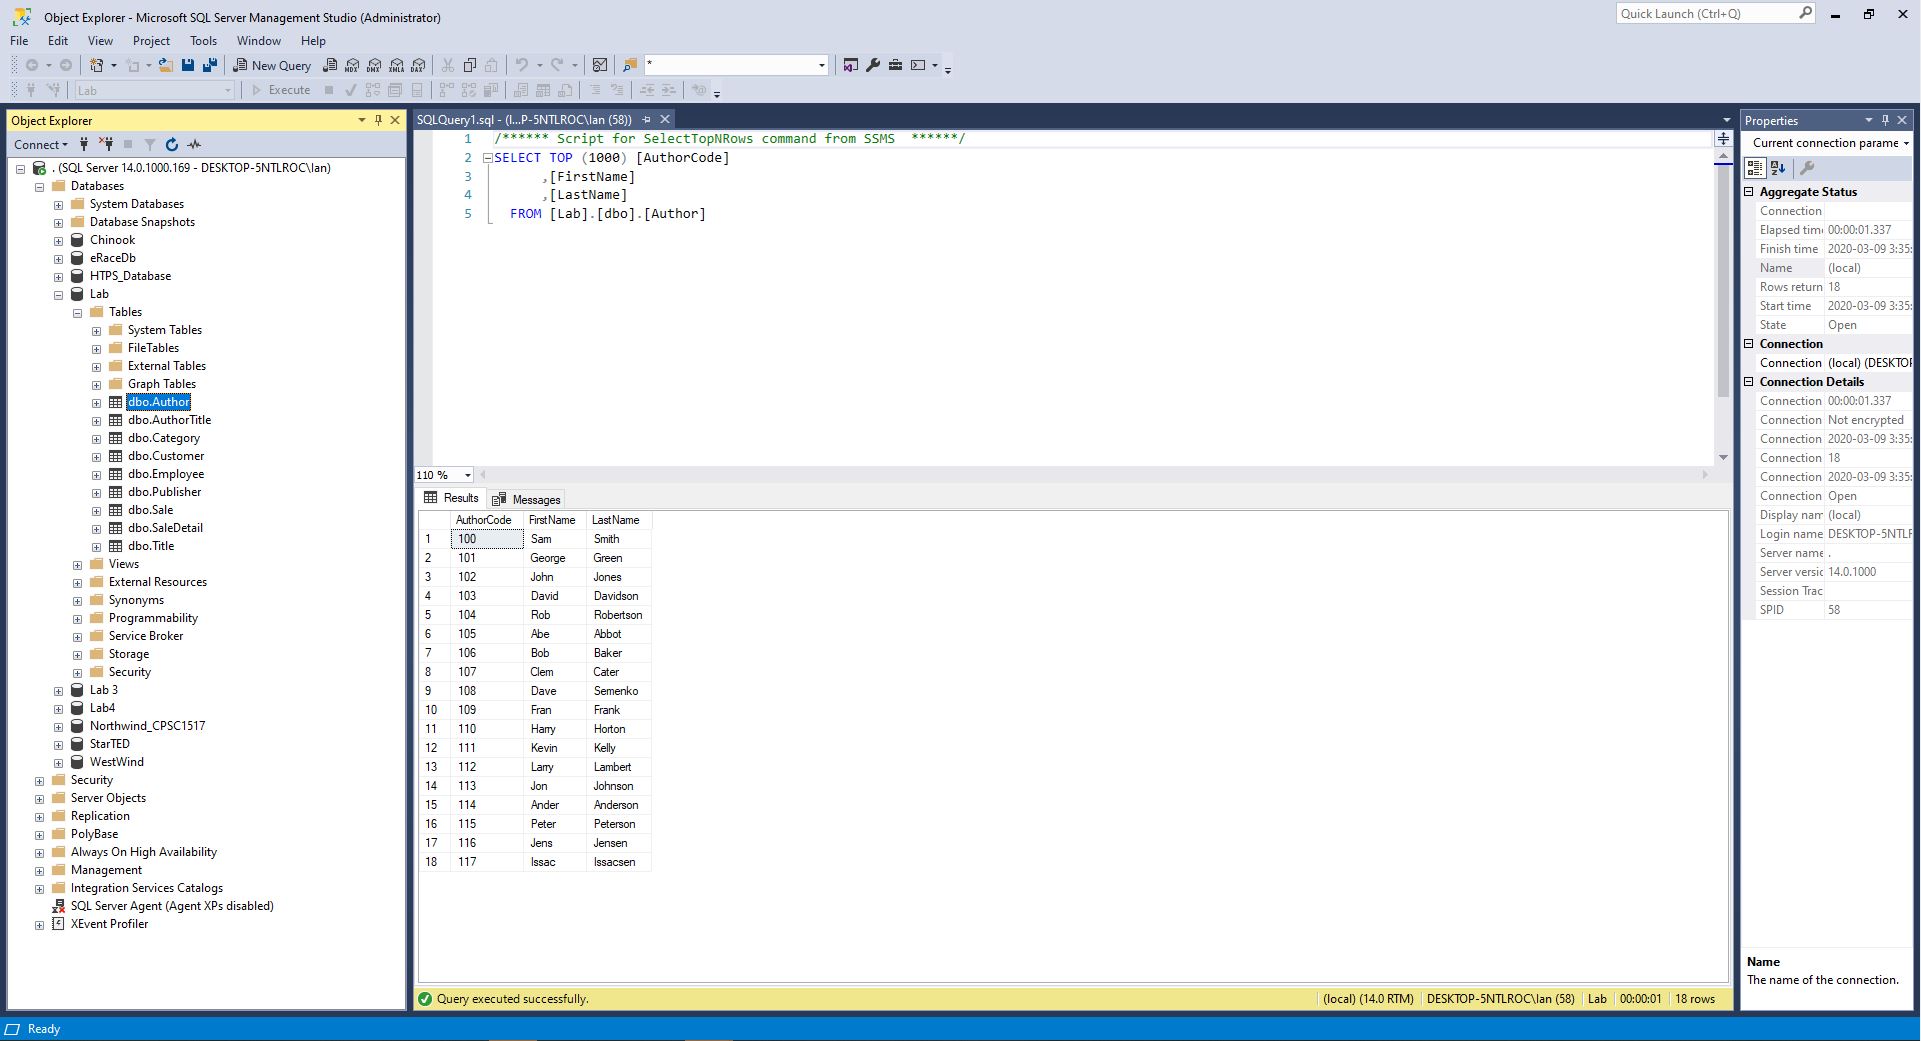 Object Explorer - Microsoft SQL Server Management Studio (Administrator)
Quick Launch (Ctrl+Q)
File Edit View Project Tools Window Help
New Query
MDX DMX XMLA DAX
*
Lab
Execute
Object Explorer
Connect
. (SQL Server 14.0.1000.169 - DESKTOP-5NTLROC\Ian)
Databases
System Databases
Database Snapshots
Chinook
eRaceDb
HTPS_Database
Lab
Tables
System Tables
FileTables
External Tables
Graph Tables
dbo.Author
dbo.AuthorTitle
dbo.Category
dbo.Customer
dbo.Employee
dbo.Publisher
dbo.Sale
dbo.SaleDetail
dbo.Title
Views
External Resources
Synonyms
Programmability
Service Broker
Storage
Security
Lab 3
Lab4
Northwind_CPSC1517
StarTED
WestWind
Security
Server Objects
Replication
PolyBase
Always On High Availability
Management
Integration Services Catalogs
SQL Server Agent (Agent XPs disabled)
XEvent Profiler
SQLQuery1.sql - (l...P-5NTLROC\Ian (58))
1 /****** Script for SelectTopNRows command from SSMS  ******/
2 SELECT TOP (1000) [AuthorCode]
3 ,[FirstName]
4 ,[LastName]
5 FROM [Lab].[dbo].[Author]
110 %
Results Messages
AuthorCode FirstName LastName
1 100 Sam Smith
2 101 George Green
3 102 John Jones
4 103 David Davidson
5 104 Rob Robertson
6 105 Abe Abbot
7 106 Bob Baker
8 107 Clem Cater
9 108 Dave Semenko
10 109 Fran Frank
11 110 Harry Horton
12 111 Kevin Kelly
13 112 Larry Lambert
14 113 Jon Johnson
15 114 Ander Anderson
16 115 Peter Peterson
17 116 Jens Jensen
18 117 Issac Issacsen
Query executed successfully.
(local) (14.0 RTM) DESKTOP-5NTLROC\Ian (58) Lab 00:00:01 18 rows
Properties
Current connection parame
Aggregate Status
Connection
Elapsed time 00:00:01.337
Finish time 2020-03-09 3:35:
Name (local)
Rows return 18
Start time 2020-03-09 3:35:
State Open
Connection
Connection (local) (DESKTOP
Connection Details
Connection 00:00:01.337
Connection Not encrypted
Connection 2020-03-09 3:35:
Connection 18
Connection 2020-03-09 3:35:
Connection Open
Display nam (local)
Login name DESKTOP-5NTLR
Server name .
Server versic 14.0.1000
Session Trac
SPID 58
Name
The name of the connection.
Ready